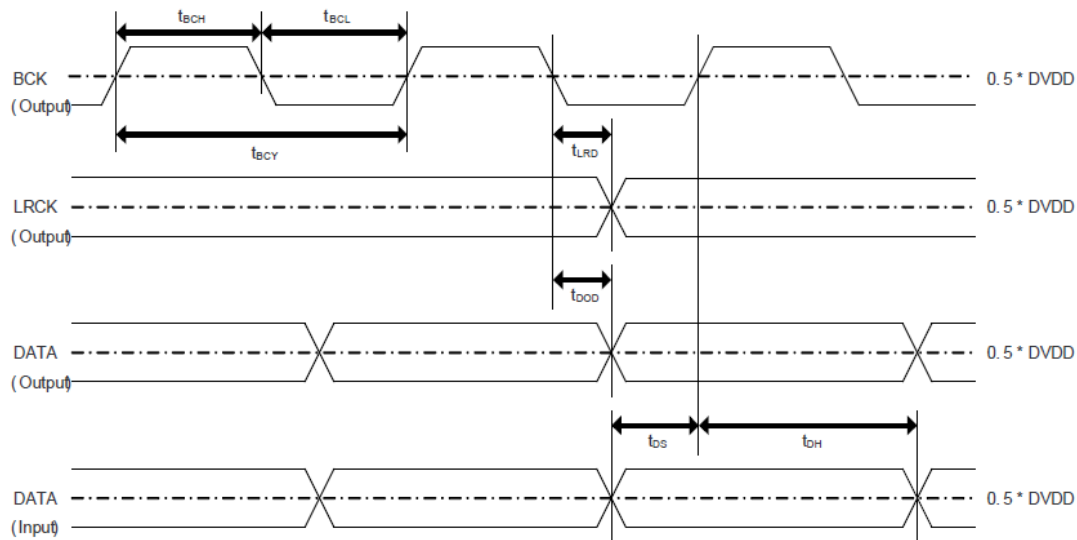 tBCH tBCL
BCK 0.5 * DVDD
(Output)
tBCY tLRD
LRCK 0.5 * DVDD
(Output)
tDOD
DATA 0.5 * DVDD
(Output)
tDS tDH
DATA 0.5 * DVDD
(Input)